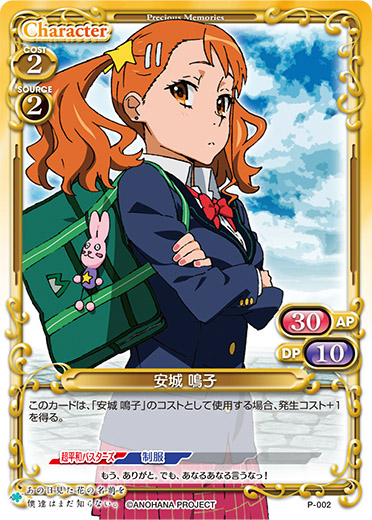 Precious Memories
Character
COST
2
SOURCE
2
30 AP
DP 10
安城 鳴子
このカードは、「安城 鳴子」のコストとして使用する場合、発生コスト+1
を得る。
超平和バスターズ
制服
もう、ありがと。でも、あなるあなる言うなっ!
あの日見た花の名前を
僕達はまだ知らない。
©ANOHANA PROJECT
P-002